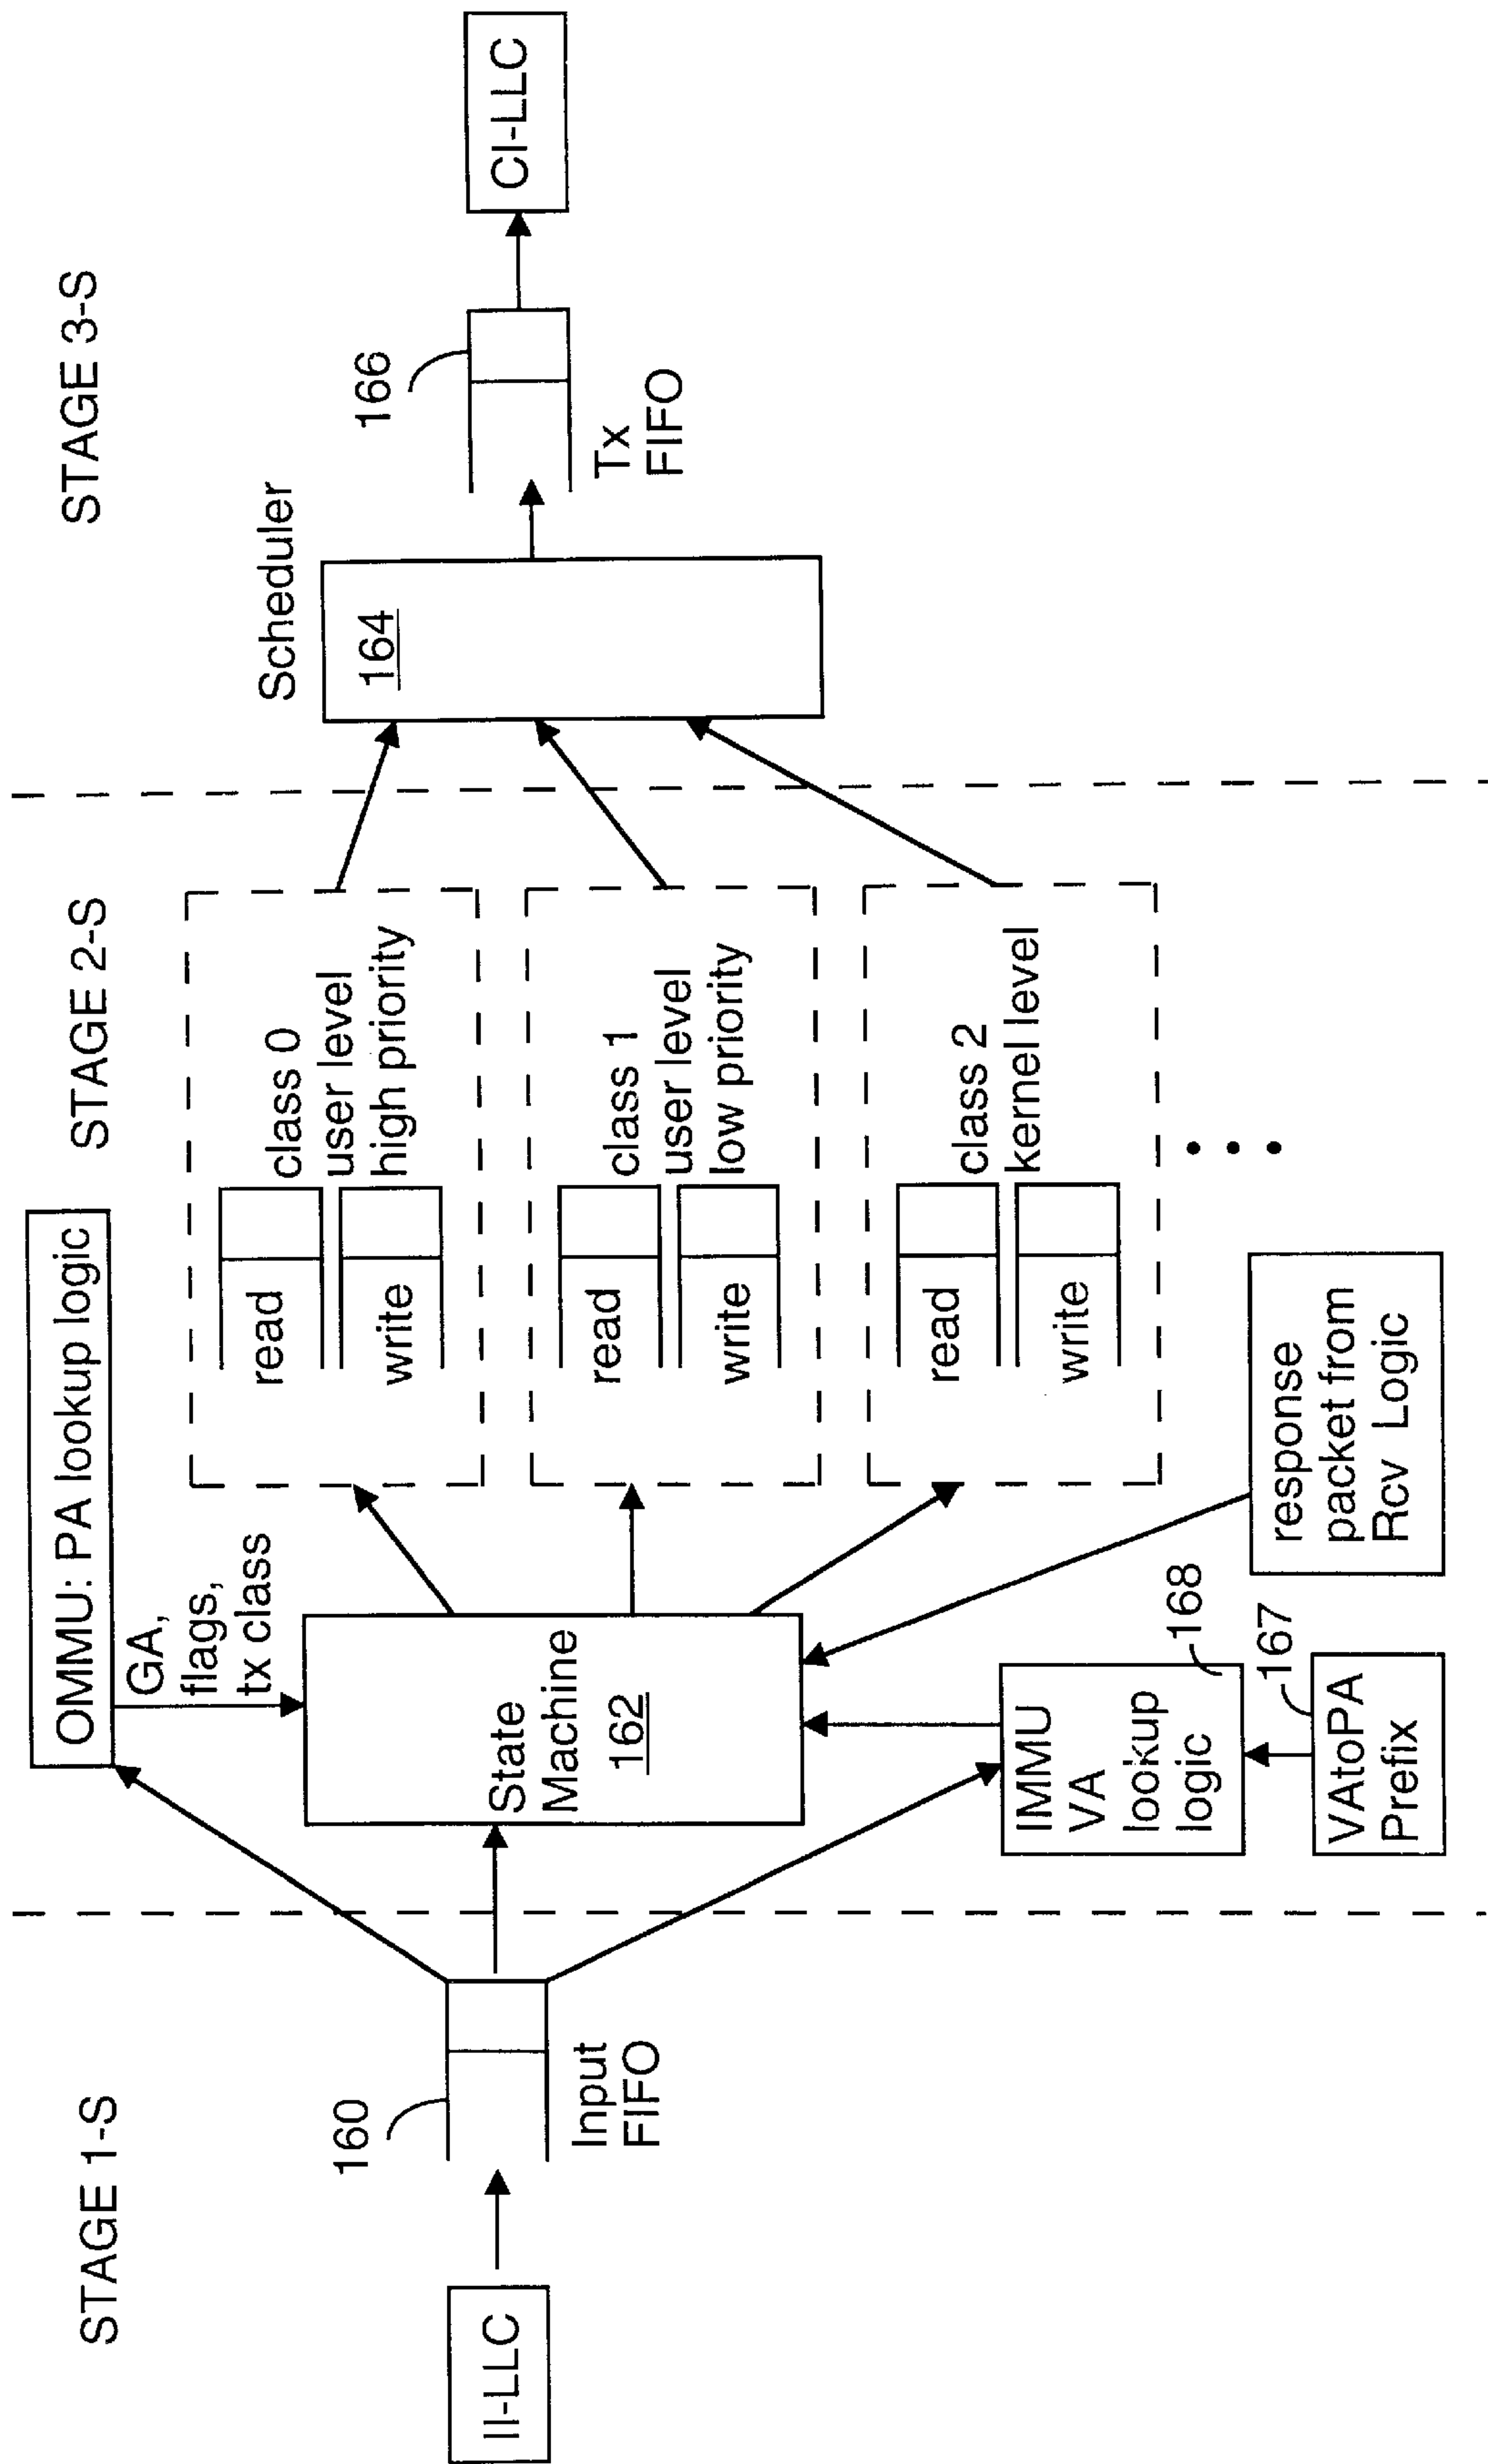 STAGE 1-S
STAGE 2-S
STAGE 3-S
II-LLC
160
Input
FIFO
OMMU: PA lookup logic
GA,
flags,
tx class
State
Machine
162
IMMU
VA
lookup
logic
168
VAtoPA
Prefix
167
response
packet from
Rcv Logic
read
write
class 0
user level
high priority
read
write
class 1
user level
low priority
read
write
class 2
kernel level
Scheduler
164
166
Tx
FIFO
CI-LLC